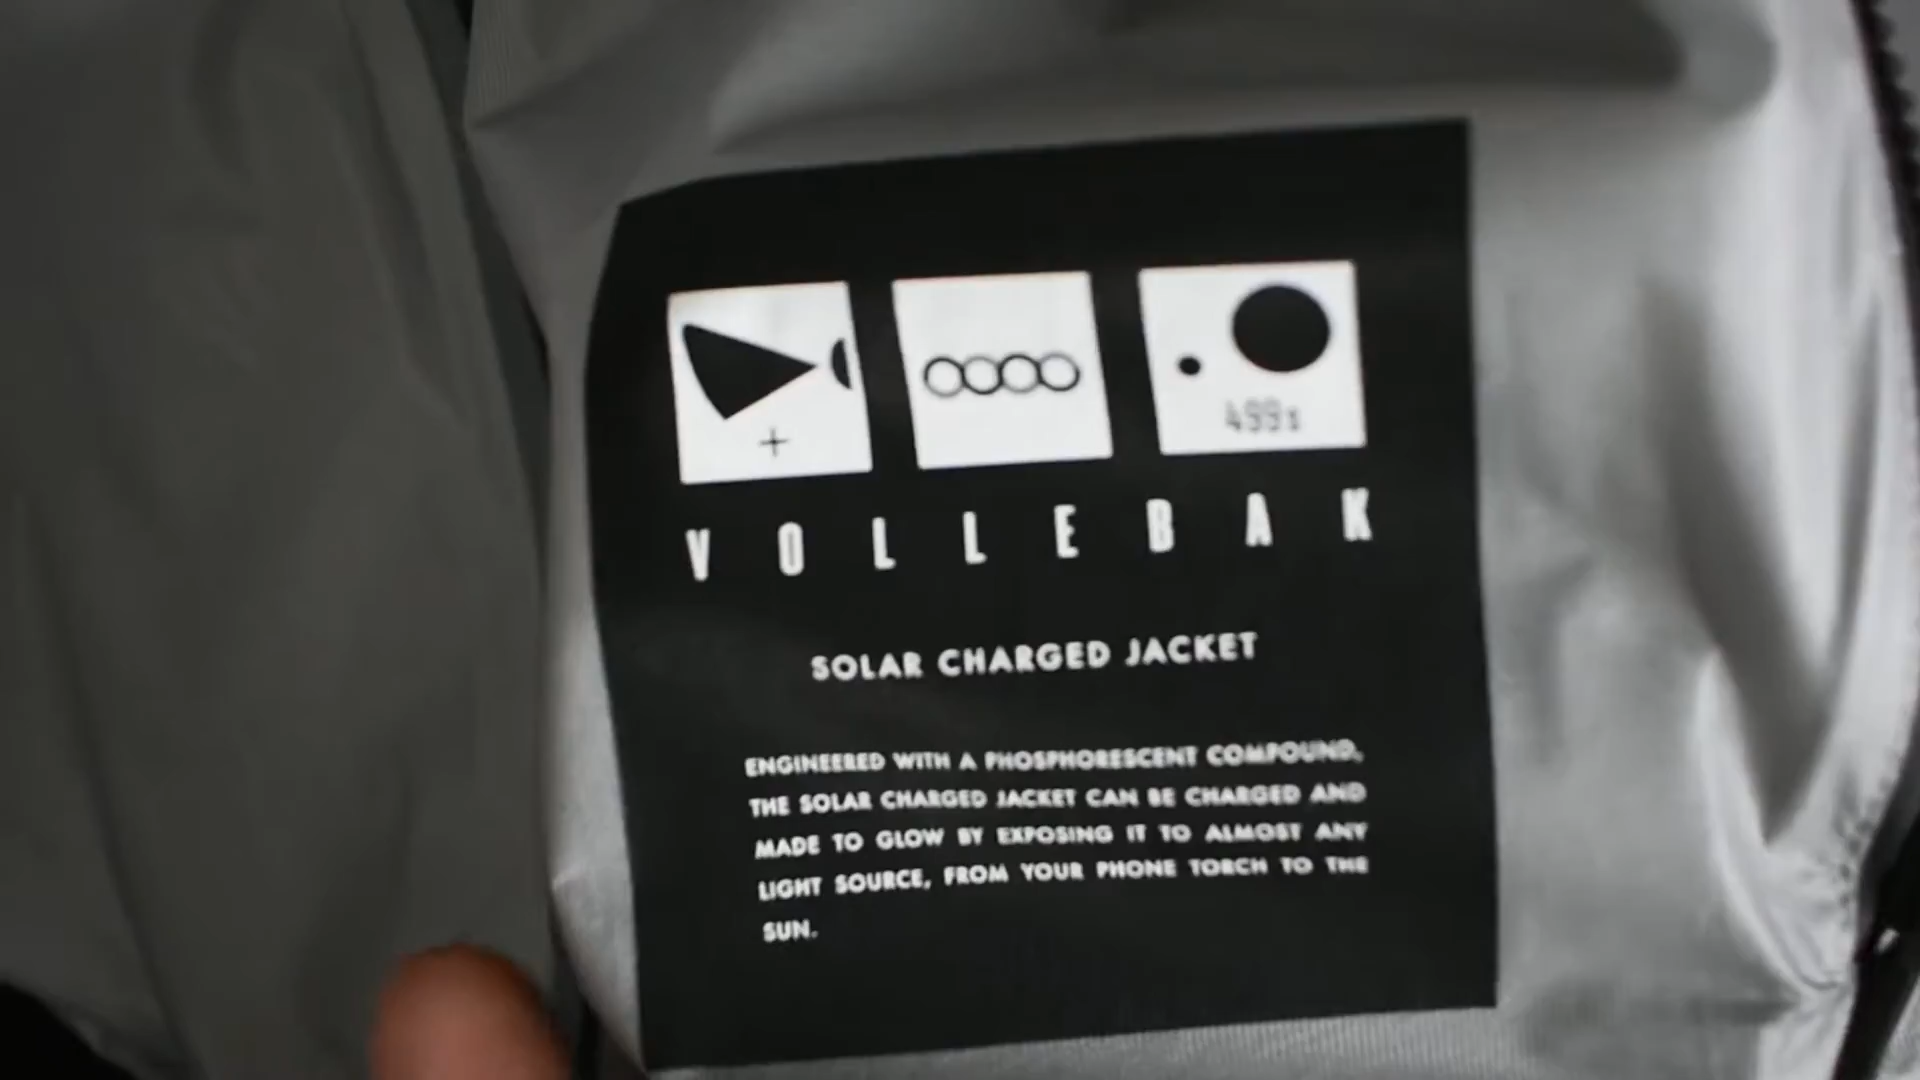 499s
VOLLEBAK
SOLAR CHARGED JACKET
ENGINEERED WITH A PHOSPHORESCENT COMPOUND,
THE SOLAR CHARGED JACKET CAN BE CHARGED AND
MADE TO GLOW BY EXPOSING IT TO ALMOST ANY
LIGHT SOURCE, FROM YOUR PHONE TORCH TO THE
SUN.